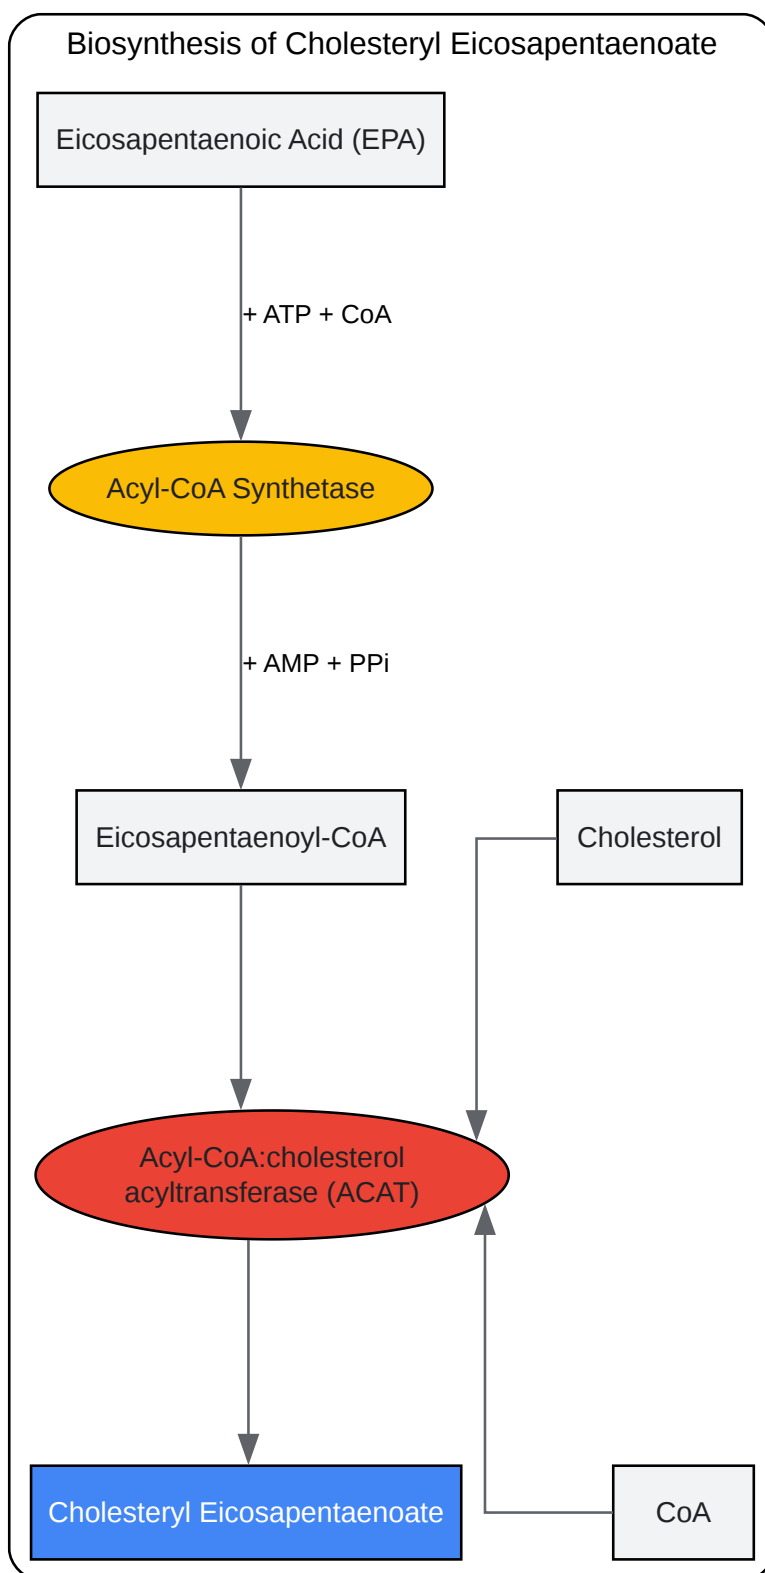 Biosynthesis of Cholesteryl Eicosapentaenoate
Eicosapentaenoic Acid (EPA)
+ ATP + CoA
Acyl-CoA Synthetase
+ AMP + PPi
Eicosapentaenoyl-CoA
Cholesterol
Acyl-CoA:cholesterol
acyltransferase (ACAT)
Cholesteryl Eicosapentaenoate
CoA